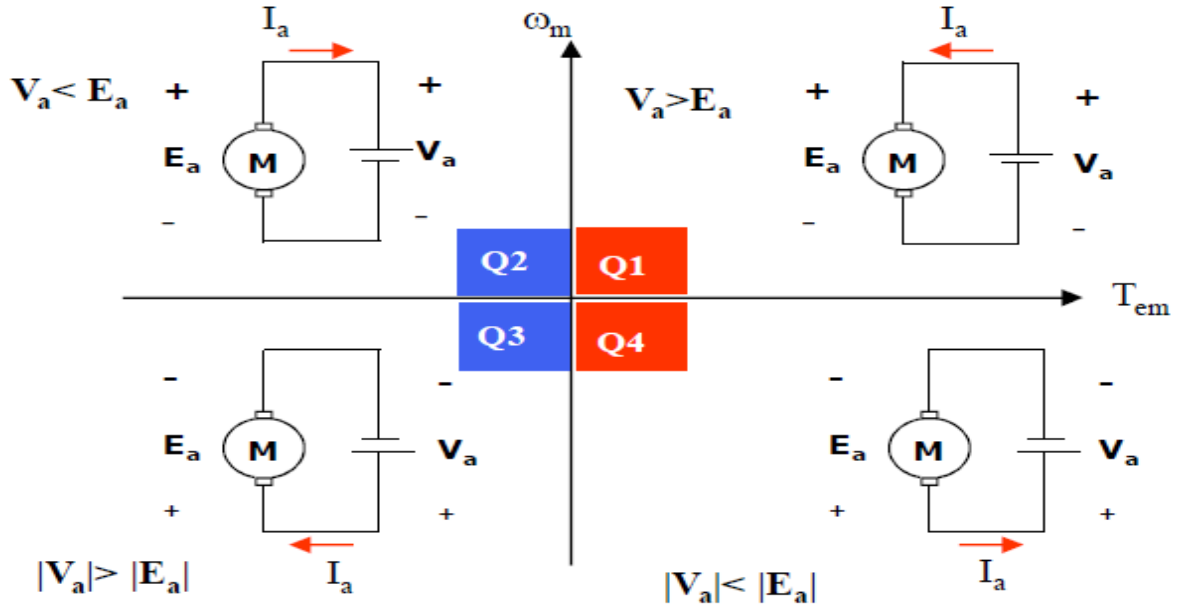 Iₐ
ωₘ
Iₐ
Vₐ< Eₐ
+
+
Vₐ>Eₐ
+
+
Eₐ
M
Vₐ
Eₐ
M
Vₐ
–
–
–
–
Q2
Q1
Tₑₘ
Q3
Q4
–
–
–
–
Eₐ
M
Vₐ
Eₐ
M
Vₐ
+
+
+
+
|Vₐ|> |Eₐ|
Iₐ
|Vₐ|< |Eₐ|
Iₐ